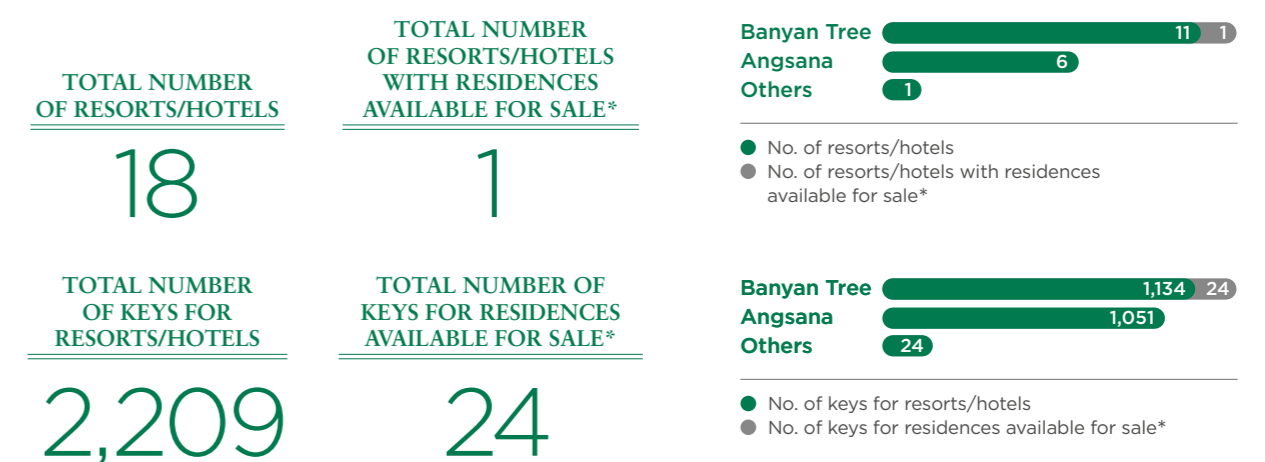 TOTAL NUMBER
OF RESORTS/HOTELS
18
TOTAL NUMBER
OF RESORTS/HOTELS
WITH RESIDENCES
AVAILABLE FOR SALE*
1
Banyan Tree 11 1
Angsana 6
Others 1
No. of resorts/hotels
No. of resorts/hotels with residences
available for sale*
TOTAL NUMBER
OF KEYS FOR
RESORTS/HOTELS
2,209
TOTAL NUMBER OF
KEYS FOR RESIDENCES
AVAILABLE FOR SALE*
24
Banyan Tree 1,134 24
Angsana 1,051
Others 24
No. of keys for resorts/hotels
No. of keys for residences available for sale*